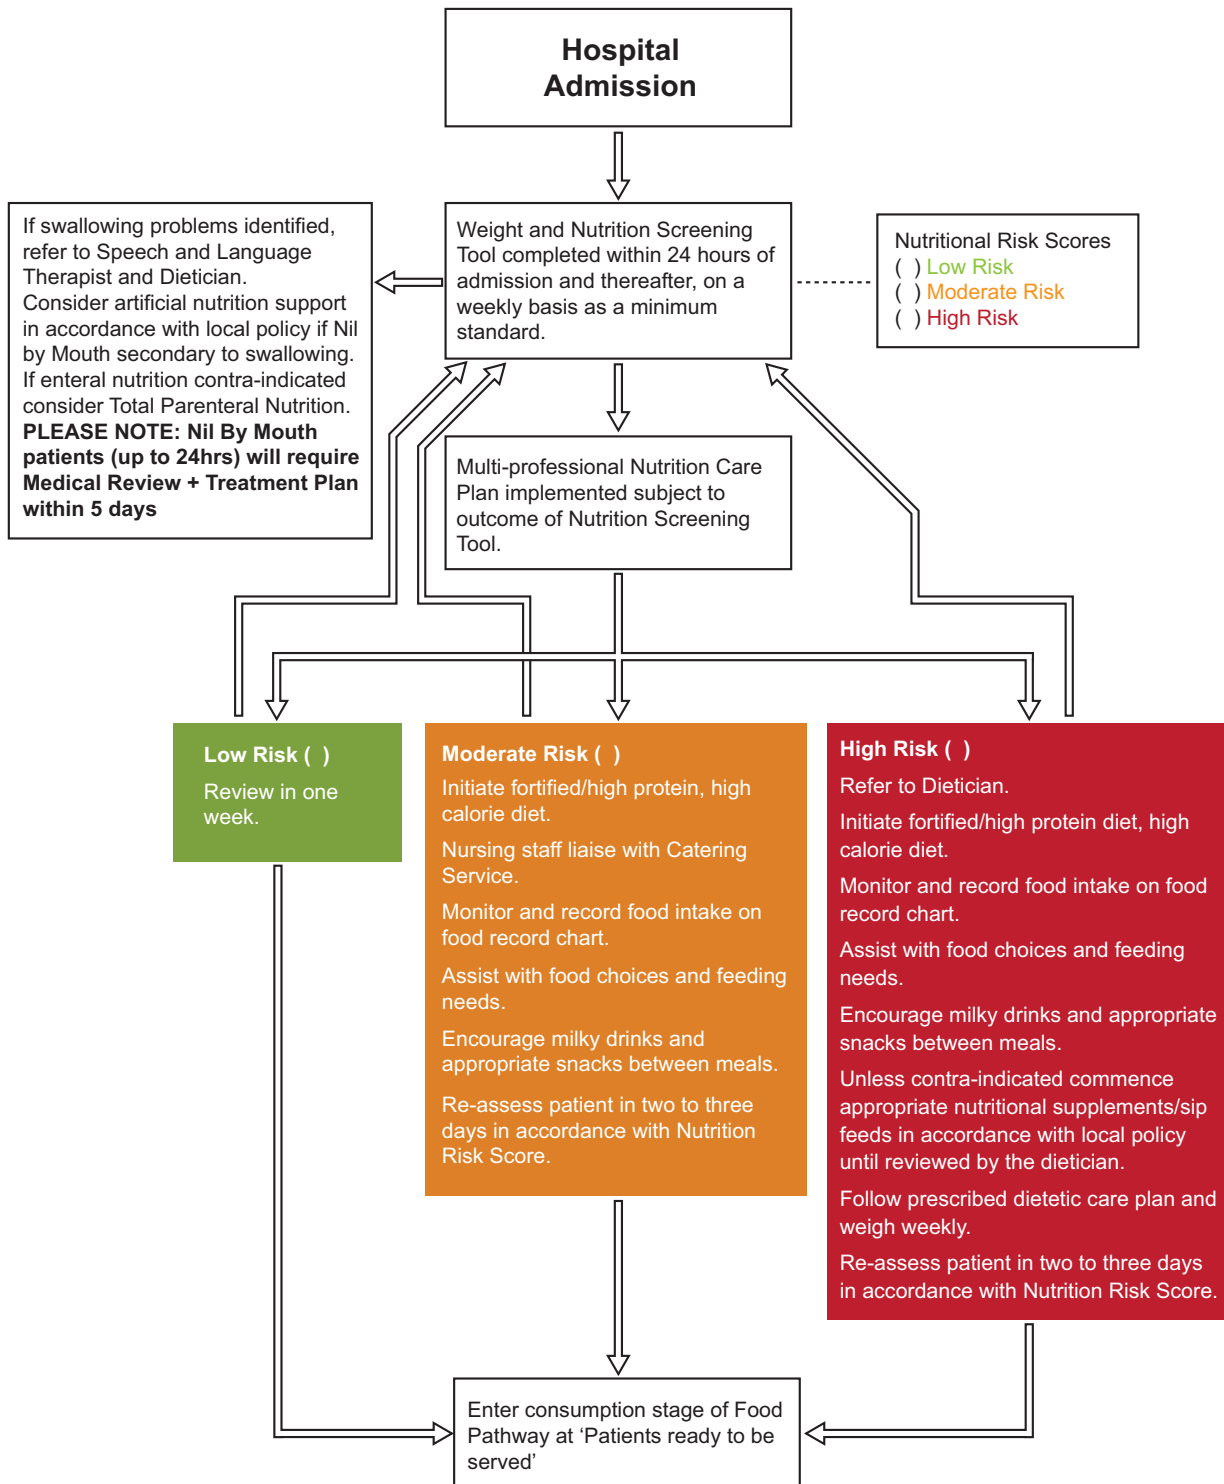 Hospital
Admission
If swallowing problems identified,
refer to Speech and Language
Therapist and Dietician.
Consider artificial nutrition support
in accordance with local policy if Nil
by Mouth secondary to swallowing.
If enteral nutrition contra-indicated
consider Total Parenteral Nutrition.
PLEASE NOTE: Nil By Mouth
patients (up to 24hrs) will require
Medical Review + Treatment Plan
within 5 days
Weight and Nutrition Screening
Tool completed within 24 hours of
admission and thereafter, on a
weekly basis as a minimum
standard.
Nutritional Risk Scores
( ) Low Risk
( ) Moderate Risk
( ) High Risk
Multi-professional Nutrition Care
Plan implemented subject to
outcome of Nutrition Screening
Tool.
Low Risk ( )
Review in one
week.
Moderate Risk ( )
Initiate fortified/high protein, high
calorie diet.
Nursing staff liaise with Catering
Service.
Monitor and record food intake on
food record chart.
Assist with food choices and feeding
needs.
Encourage milky drinks and
appropriate snacks between meals.
Re-assess patient in two to three
days in accordance with Nutrition
Risk Score.
High Risk ( )
Refer to Dietician.
Initiate fortified/high protein diet, high
calorie diet.
Monitor and record food intake on food
record chart.
Assist with food choices and feeding
needs.
Encourage milky drinks and appropriate
snacks between meals.
Unless contra-indicated commence
appropriate nutritional supplements/sip
feeds in accordance with local policy
until reviewed by the dietician.
Follow prescribed dietetic care plan and
weigh weekly.
Re-assess patient in two to three days
in accordance with Nutrition Risk Score.
Enter consumption stage of Food
Pathway at ‘Patients ready to be
served’